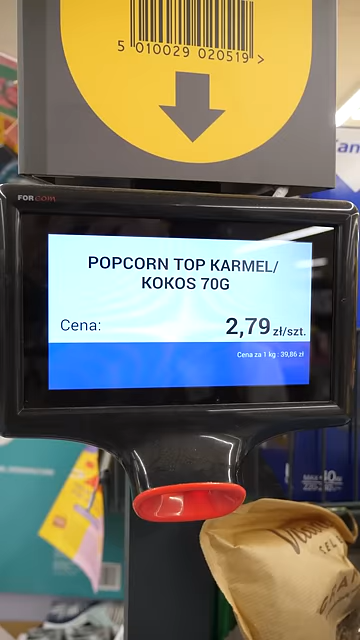 5 010029 020519 >
FORCOM
POPCORN TOP KARMEL/
KOKOS 70G
Cena:
2,79 zł/szt.
Cena za 1 kg : 39,86 zł